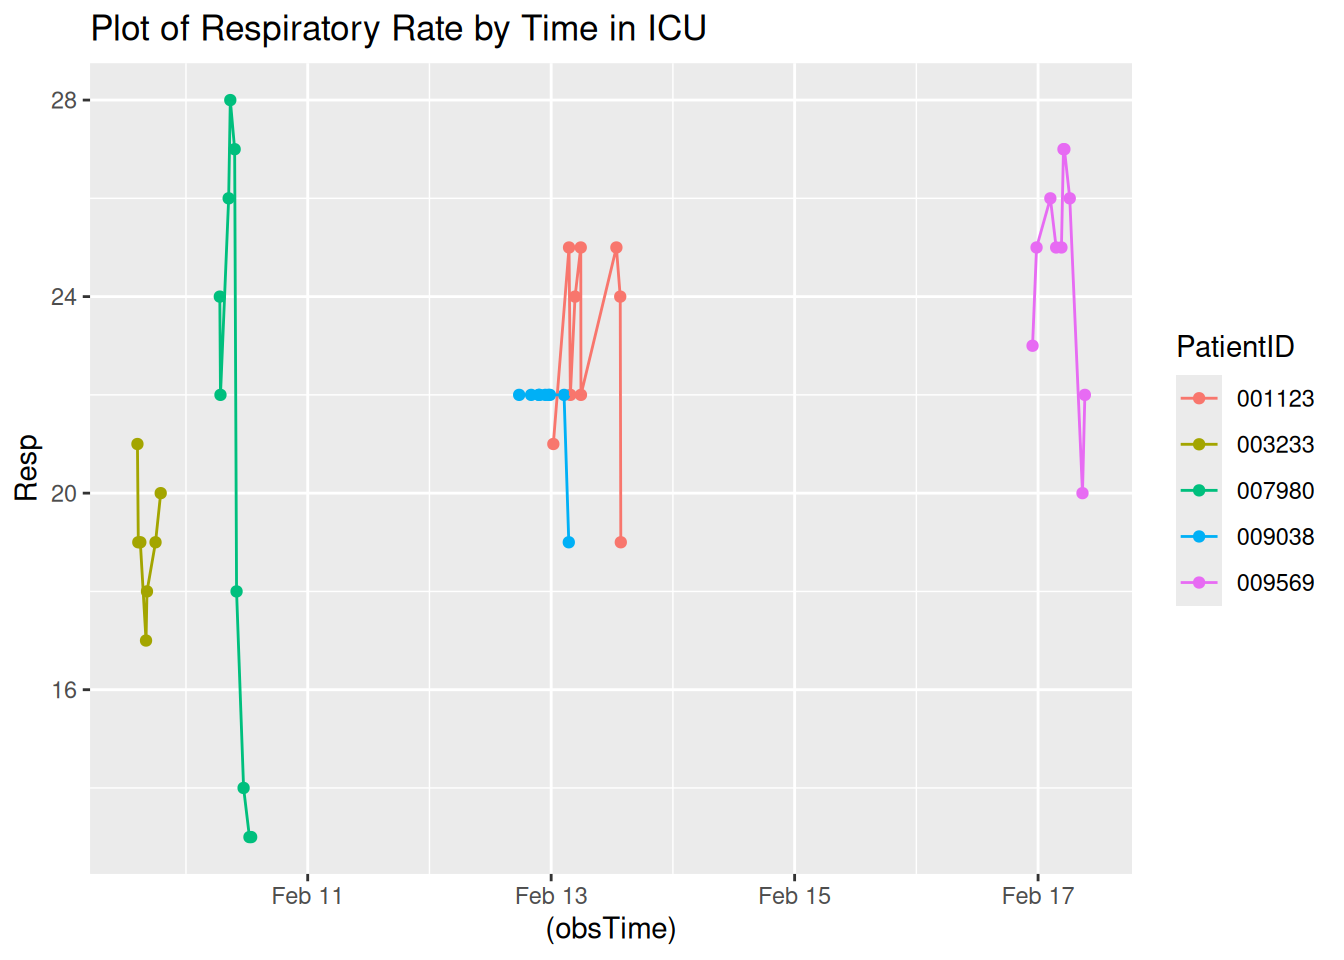 Plot of Respiratory Rate by Time in ICU
28
24
20
16
Resp
Feb 11
Feb 13
Feb 15
Feb 17
(obsTime)
PatientID
001123
003233
007980
009038
009569